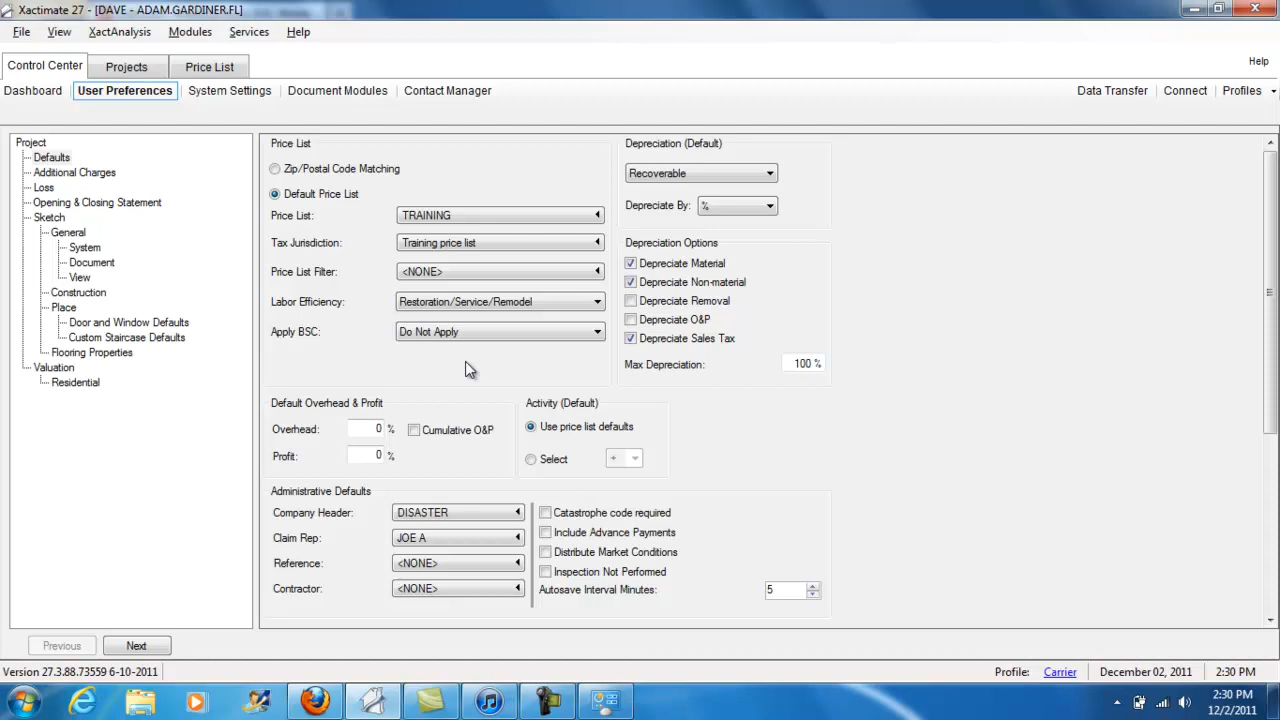 Xactimate 27 - [DAVE - ADAM.GARDINER.FL]
File View XactAnalysis Modules Services Help
Control Center Projects Price List Help
Dashboard User Preferences System Settings Document Modules Contact Manager Data Transfer Connect Profiles
Project
Defaults
Additional Charges
Loss
Opening & Closing Statement
Sketch
General
System
Document
View
Construction
Place
Door and Window Defaults
Custom Staircase Defaults
Flooring Properties
Valuation
Residential
Price List
Zip/Postal Code Matching
Default Price List
Price List: TRAINING
Tax Jurisdiction: Training price list
Price List Filter: <NONE>
Labor Efficiency: Restoration/Service/Remodel
Apply BSC: Do Not Apply
Depreciation (Default)
Recoverable
Depreciate By: %
Depreciation Options
Depreciate Material
Depreciate Non-material
Depreciate Removal
Depreciate O&P
Depreciate Sales Tax
Max Depreciation: 100 %
Default Overhead & Profit
Overhead: 0 % Cumulative O&P
Profit: 0 %
Activity (Default)
Use price list defaults
Select +
Administrative Defaults
Company Header: DISASTER
Claim Rep: JOE A
Reference: <NONE>
Contractor: <NONE>
Catastrophe code required
Include Advance Payments
Distribute Market Conditions
Inspection Not Performed
Autosave Interval Minutes: 5
Previous Next
Version 27.3.88.73559 6-10-2011 Profile: Carrier December 02, 2011 2:30 PM
2:30 PM
12/2/2011